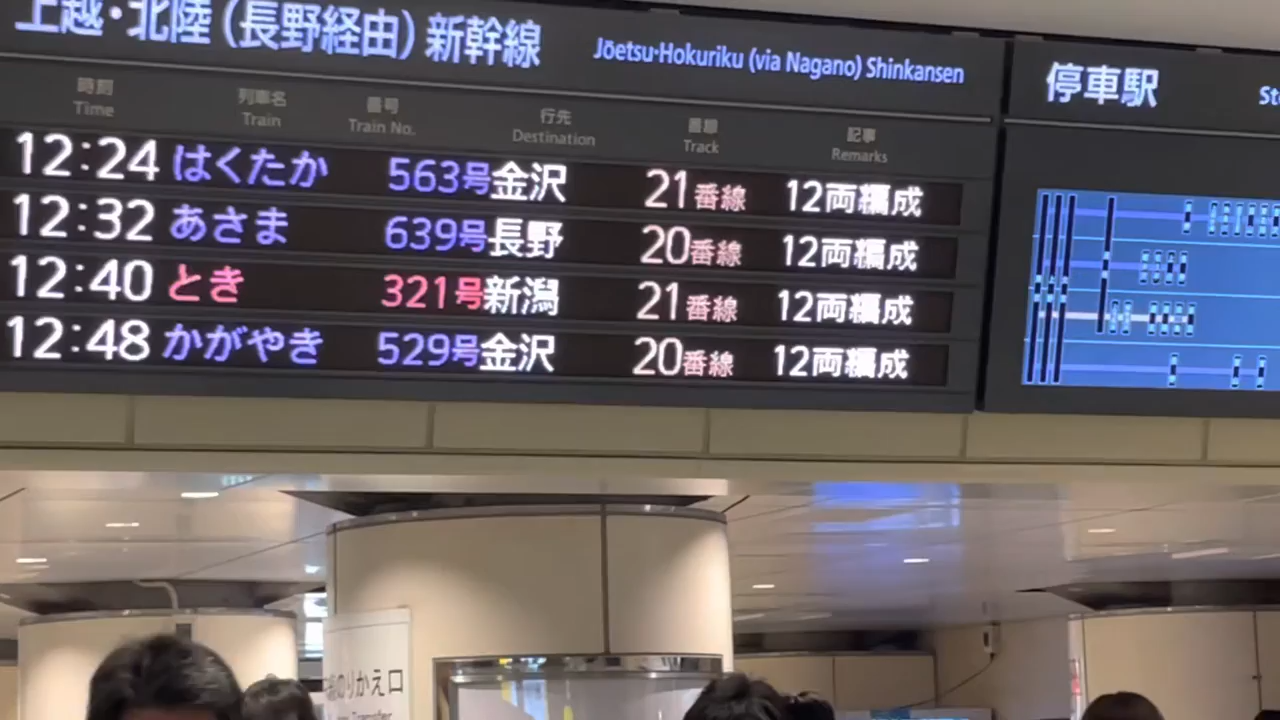 上越・北陸(長野経由)新幹線 Jōetsu·Hokuriku (via Nagano) Shinkansen 停車駅
時刻 列車名 番号 行先 番線 記事
Time Train Train No. Destination Track Remarks
12:24 はくたか 563号 金沢 21番線 12両編成
12:32 あさま 639号 長野 20番線 12両編成
12:40 とき 321号 新潟 21番線 12両編成
12:48 かがやき 529号 金沢 20番線 12両編成
のりかえ口